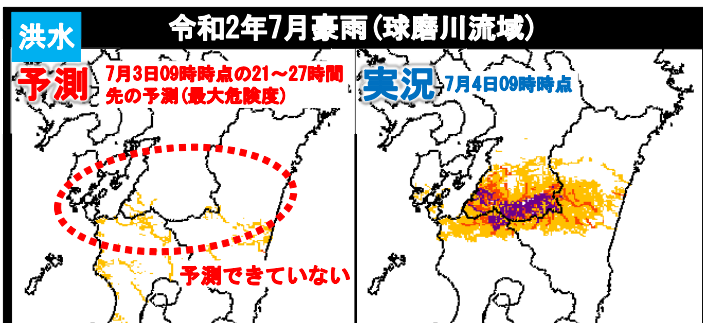 令和2年7月豪雨(球磨川流域)
洪水
予測
7月3日09時時点の21~27時間
先の予測(最大危険度)
予測できていない
実況
7月4日09時時点